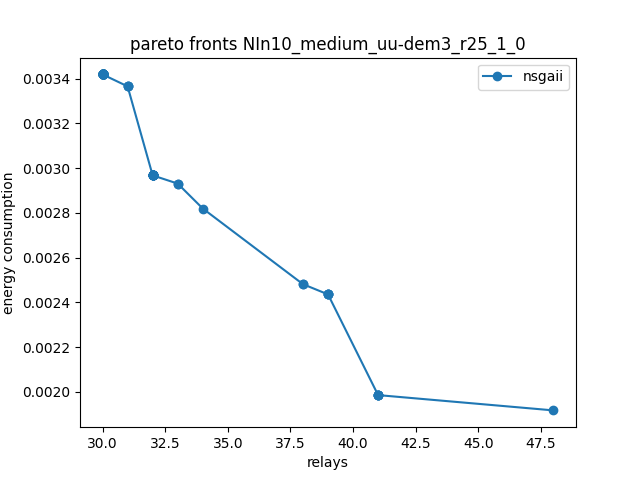 pareto fronts NIn10_medium_uu-dem3_r25_1_0
nsgaii
0.0034
0.0032
0.0030
0.0028
0.0026
0.0024
0.0022
0.0020
energy consumption
30.0 32.5 35.0 37.5 40.0 42.5 45.0 47.5
relays